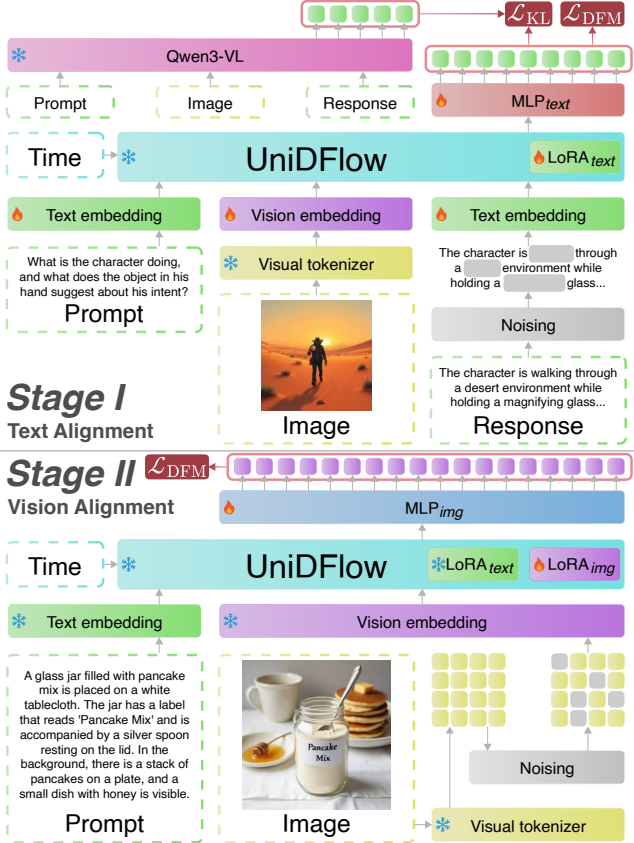 ℒKL
ℒDFM
Qwen3-VL
Prompt
Image
Response
MLPtext
Time
UniDFlow
LoRAtext
Text embedding
Vision embedding
Text embedding
What is the character doing,
and what does the object in his
hand suggest about his intent?
Prompt
Visual tokenizer
The character is through
a environment while
holding a glass...
Noising
Image
The character is walking through
a desert environment while
holding a magnifying glass...
Response
Stage I
Text Alignment
Stage II
Vision Alignment
ℒDFM
MLPimg
Time
UniDFlow
LoRAtext
LoRAimg
Text embedding
Vision embedding
A glass jar filled with pancake
mix is placed on a white
tablecloth. The jar has a label
that reads 'Pancake Mix' and is
accompanied by a silver spoon
resting on the lid. In the
background, there is a stack of
pancakes on a plate, and a
small dish with honey is visible.
Prompt
Pancake
Mix
Image
Noising
Visual tokenizer